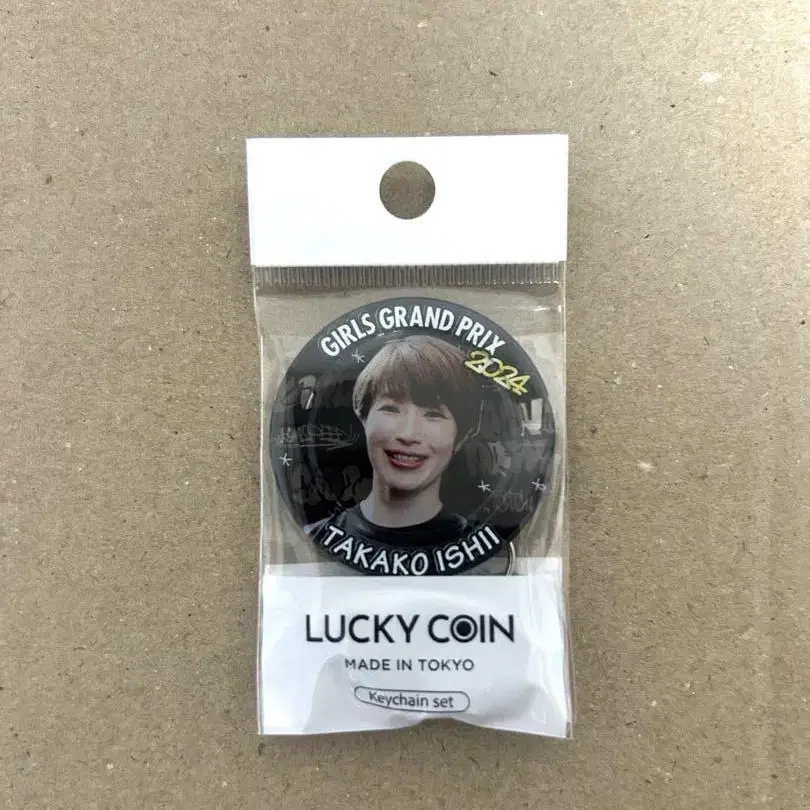 GIRLS GRAND PRIX
2024
TAKAKO ISHII
LUCKY COIN
MADE IN TOKYO
Keychain set